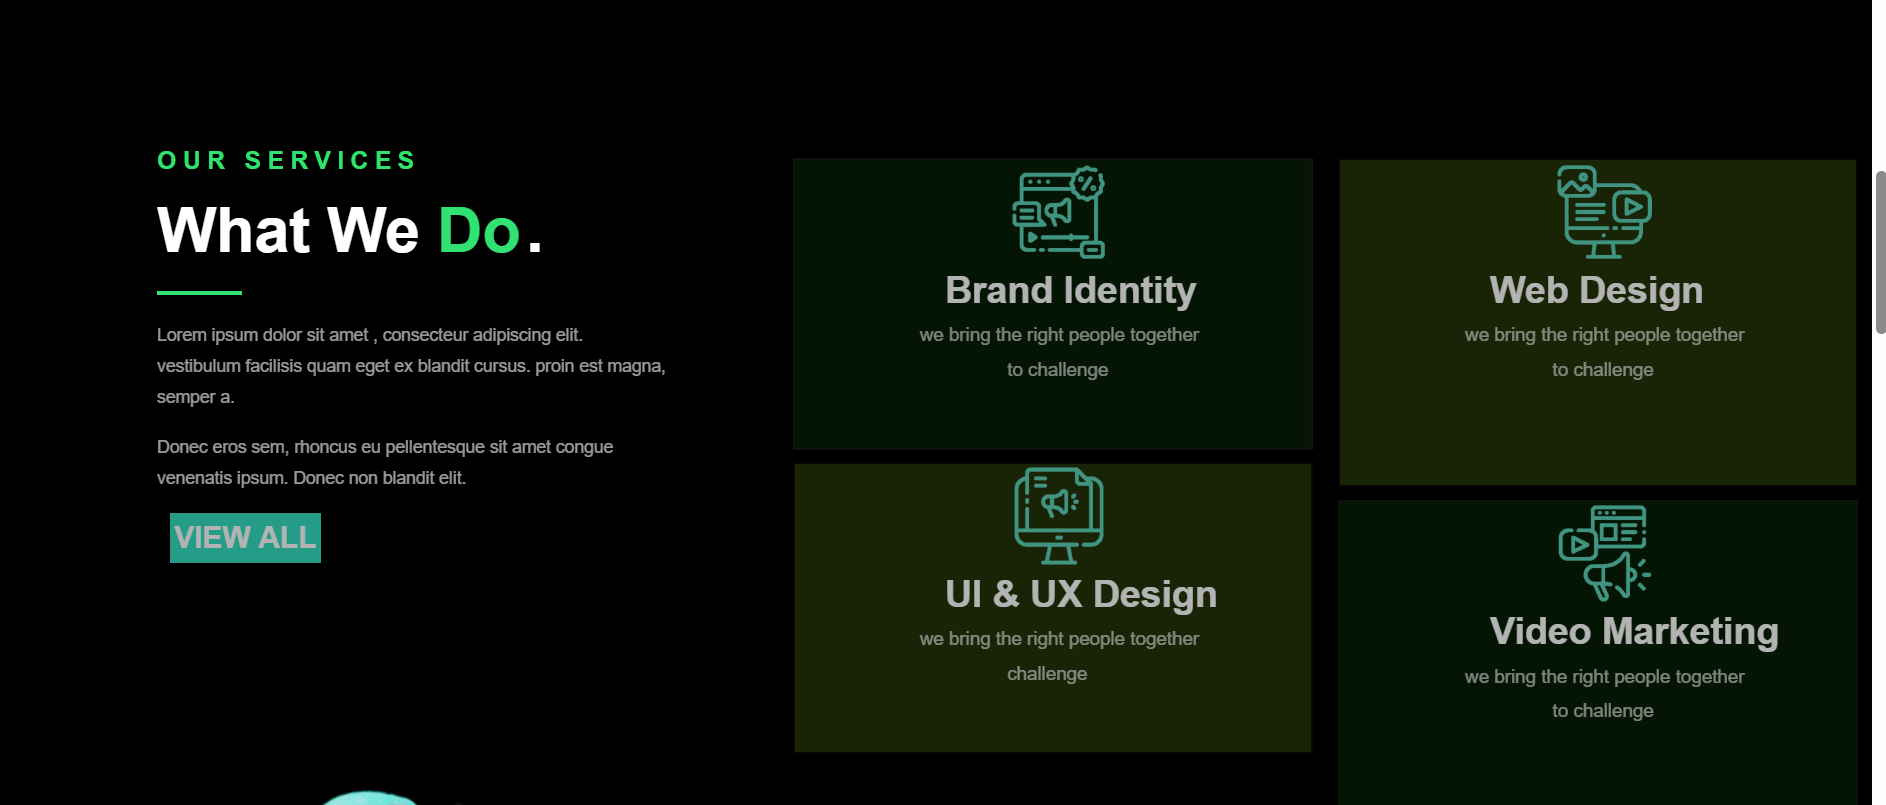 OUR SERVICES
What We Do.
Lorem ipsum dolor sit amet , consecteur adipiscing elit.
vestibulum facilisis quam eget ex blandit cursus. proin est magna,
semper a.
Donec eros sem, rhoncus eu pellentesque sit amet congue
venenatis ipsum. Donec non blandit elit.
VIEW ALL
Brand Identity
we bring the right people together
to challenge
Web Design
we bring the right people together
to challenge
UI & UX Design
we bring the right people together
challenge
Video Marketing
we bring the right people together
to challenge